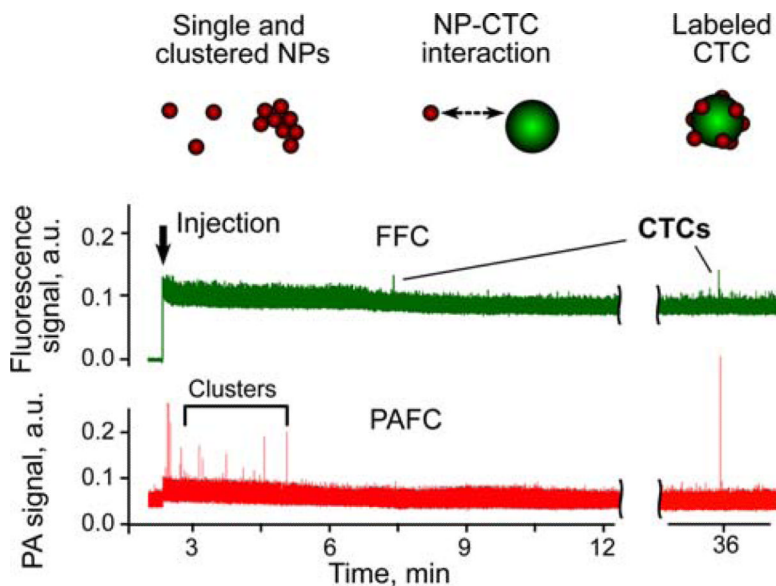 Single and
clustered NPs
NP-CTC
interaction
Labeled
CTC
Fluorescence
signal, a.u.
0.2
0.1
0.0
Injection
FFC
CTCs
PA signal, a.u.
0.2
0.1
0.0
Clusters
PAFC
3
6
9
12
36
Time, min